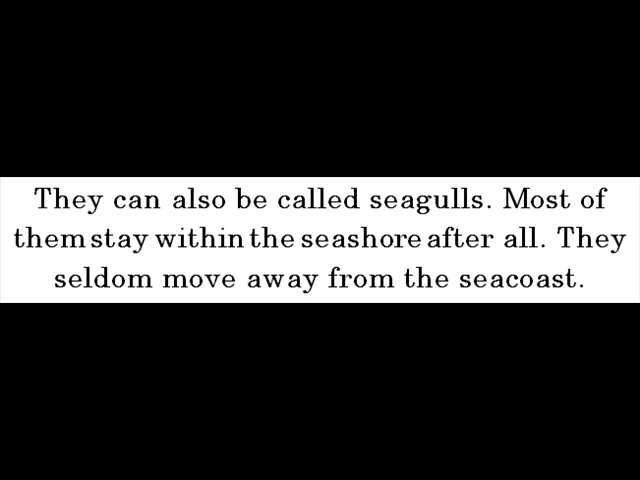 They can also be called seagulls. Most of
them stay within the seashore after all. They
seldom move away from the seacoast.